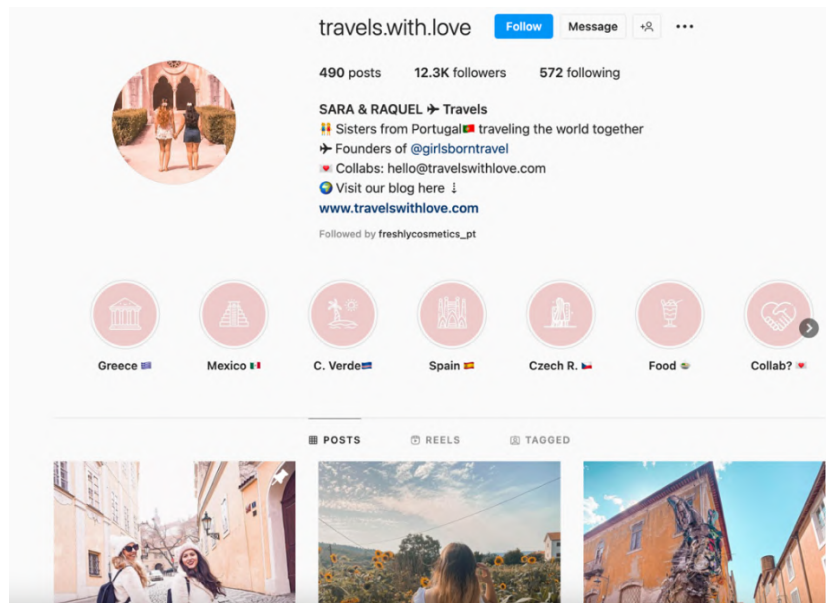 travels.with.love Follow Message
490 posts 12.3K followers 572 following
SARA & RAQUEL ✈ Travels
👭 Sisters from Portugal🇵🇹 traveling the world together
✈ Founders of @girlsborntravel
💌 Collabs: hello@travelswithlove.com
🌍 Visit our blog here ↓
www.travelswithlove.com
Followed by freshlycosmetics_pt
Greece 🇬🇷 Mexico 🇲🇽 C. Verde🇨🇻 Spain 🇪🇸 Czech R. 🇨🇿 Food 🥗 Collab? 💌
POSTS REELS TAGGED